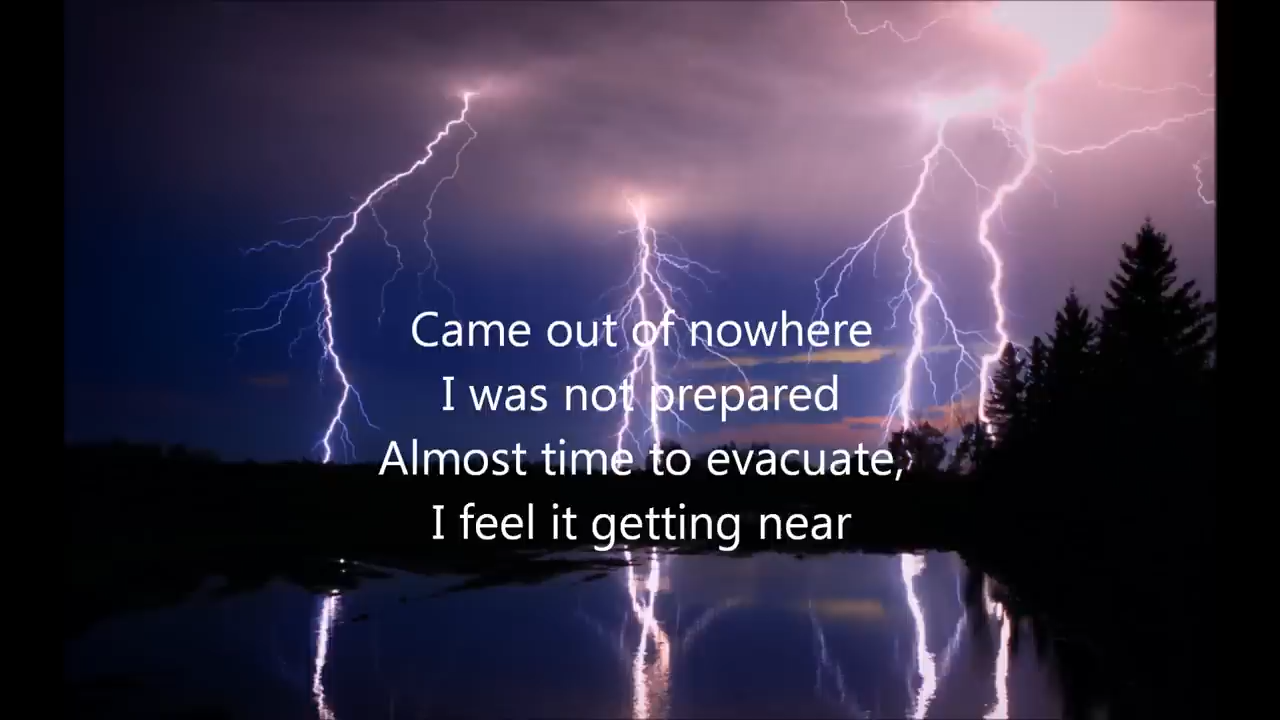 Came out of nowhere
I was not prepared
Almost time to evacuate,
I feel it getting near